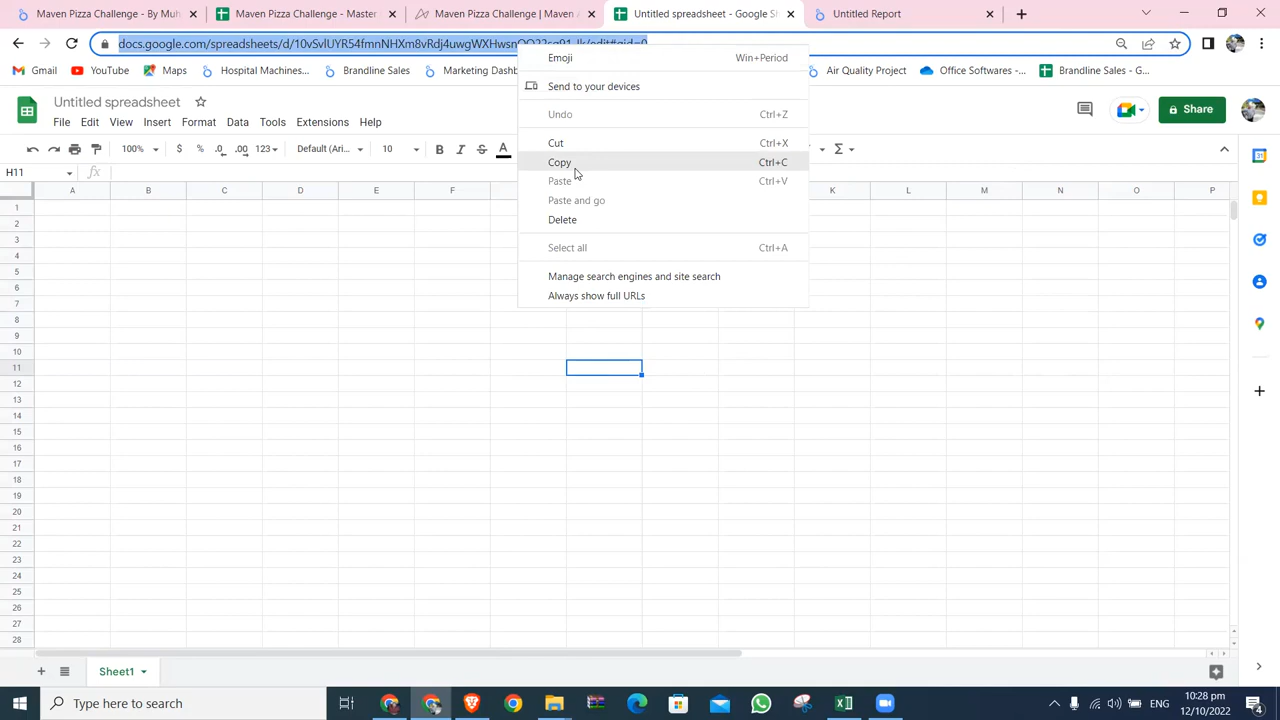 Maven Pizza Challenge - By Muh
Maven Pizza Challenge - Master
Maven Pizza Challenge | Maven A
Untitled spreadsheet - Google Sh
Untitled Report
Gmail
YouTube
Maps
Hospital Machines...
Brandline Sales
Marketing Dashb
Air Quality Project
Office Softwares -...
Brandline Sales - G...
Emoji Win+Period
Send to your devices
Undo Ctrl+Z
Cut Ctrl+X
Copy Ctrl+C
Paste Ctrl+V
Paste and go
Delete
Select all Ctrl+A
Manage search engines and site search
Always show full URLs
Untitled spreadsheet
File Edit View Insert Format Data Tools Extensions Help
Share
100% $ % .0 .00 123 Default (Ari... 10 B I S A Σ
H11 fx
A B C D E F K L M N O P
1
2
3
4
5
6
7
8
9
10
11
12
13
14
15
16
17
18
19
20
21
22
23
24
25
26
27
28
Sheet1
Type here to search
ENG
10:28 pm
12/10/2022
4